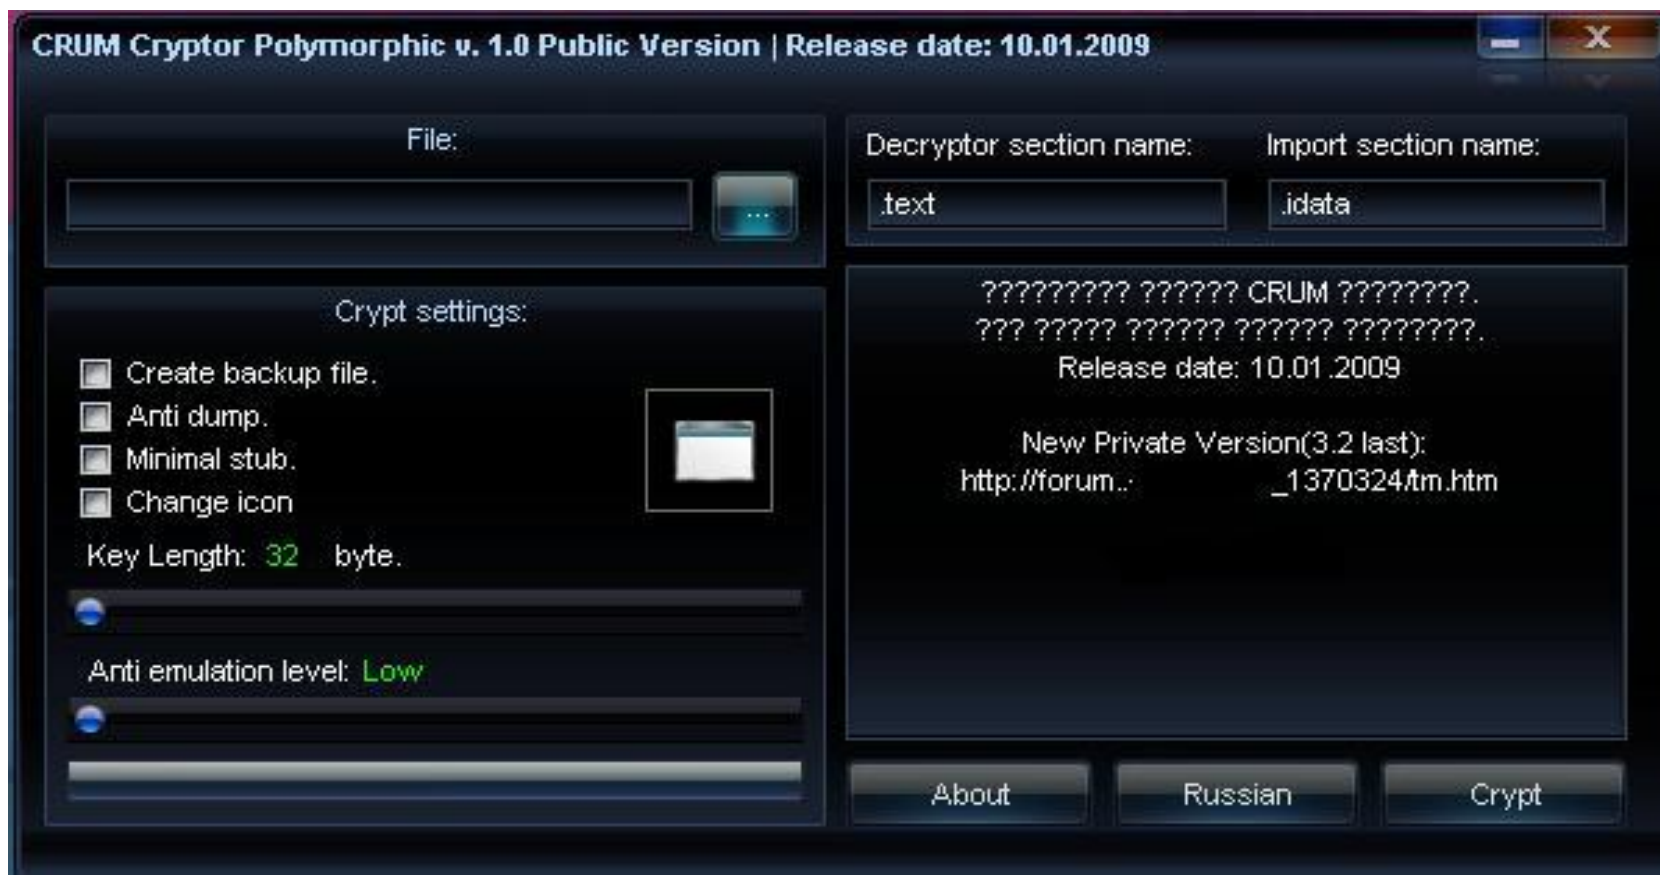 CRUM Cryptor Polymorphic v. 1.0 Public Version | Release date: 10.01.2009
File:
...
Decryptor section name:
Import section name:
.text
.idata
Crypt settings:
Create backup file.
Anti dump.
Minimal stub.
Change icon
Key Length: 32 byte.
Anti emulation level: Low
????????? ?????? CRUM ????????.
??? ????? ?????? ?????? ????????.
Release date: 10.01.2009
New Private Version(3.2 last):
http://forum.. _1370324/tm.htm
About
Russian
Crypt